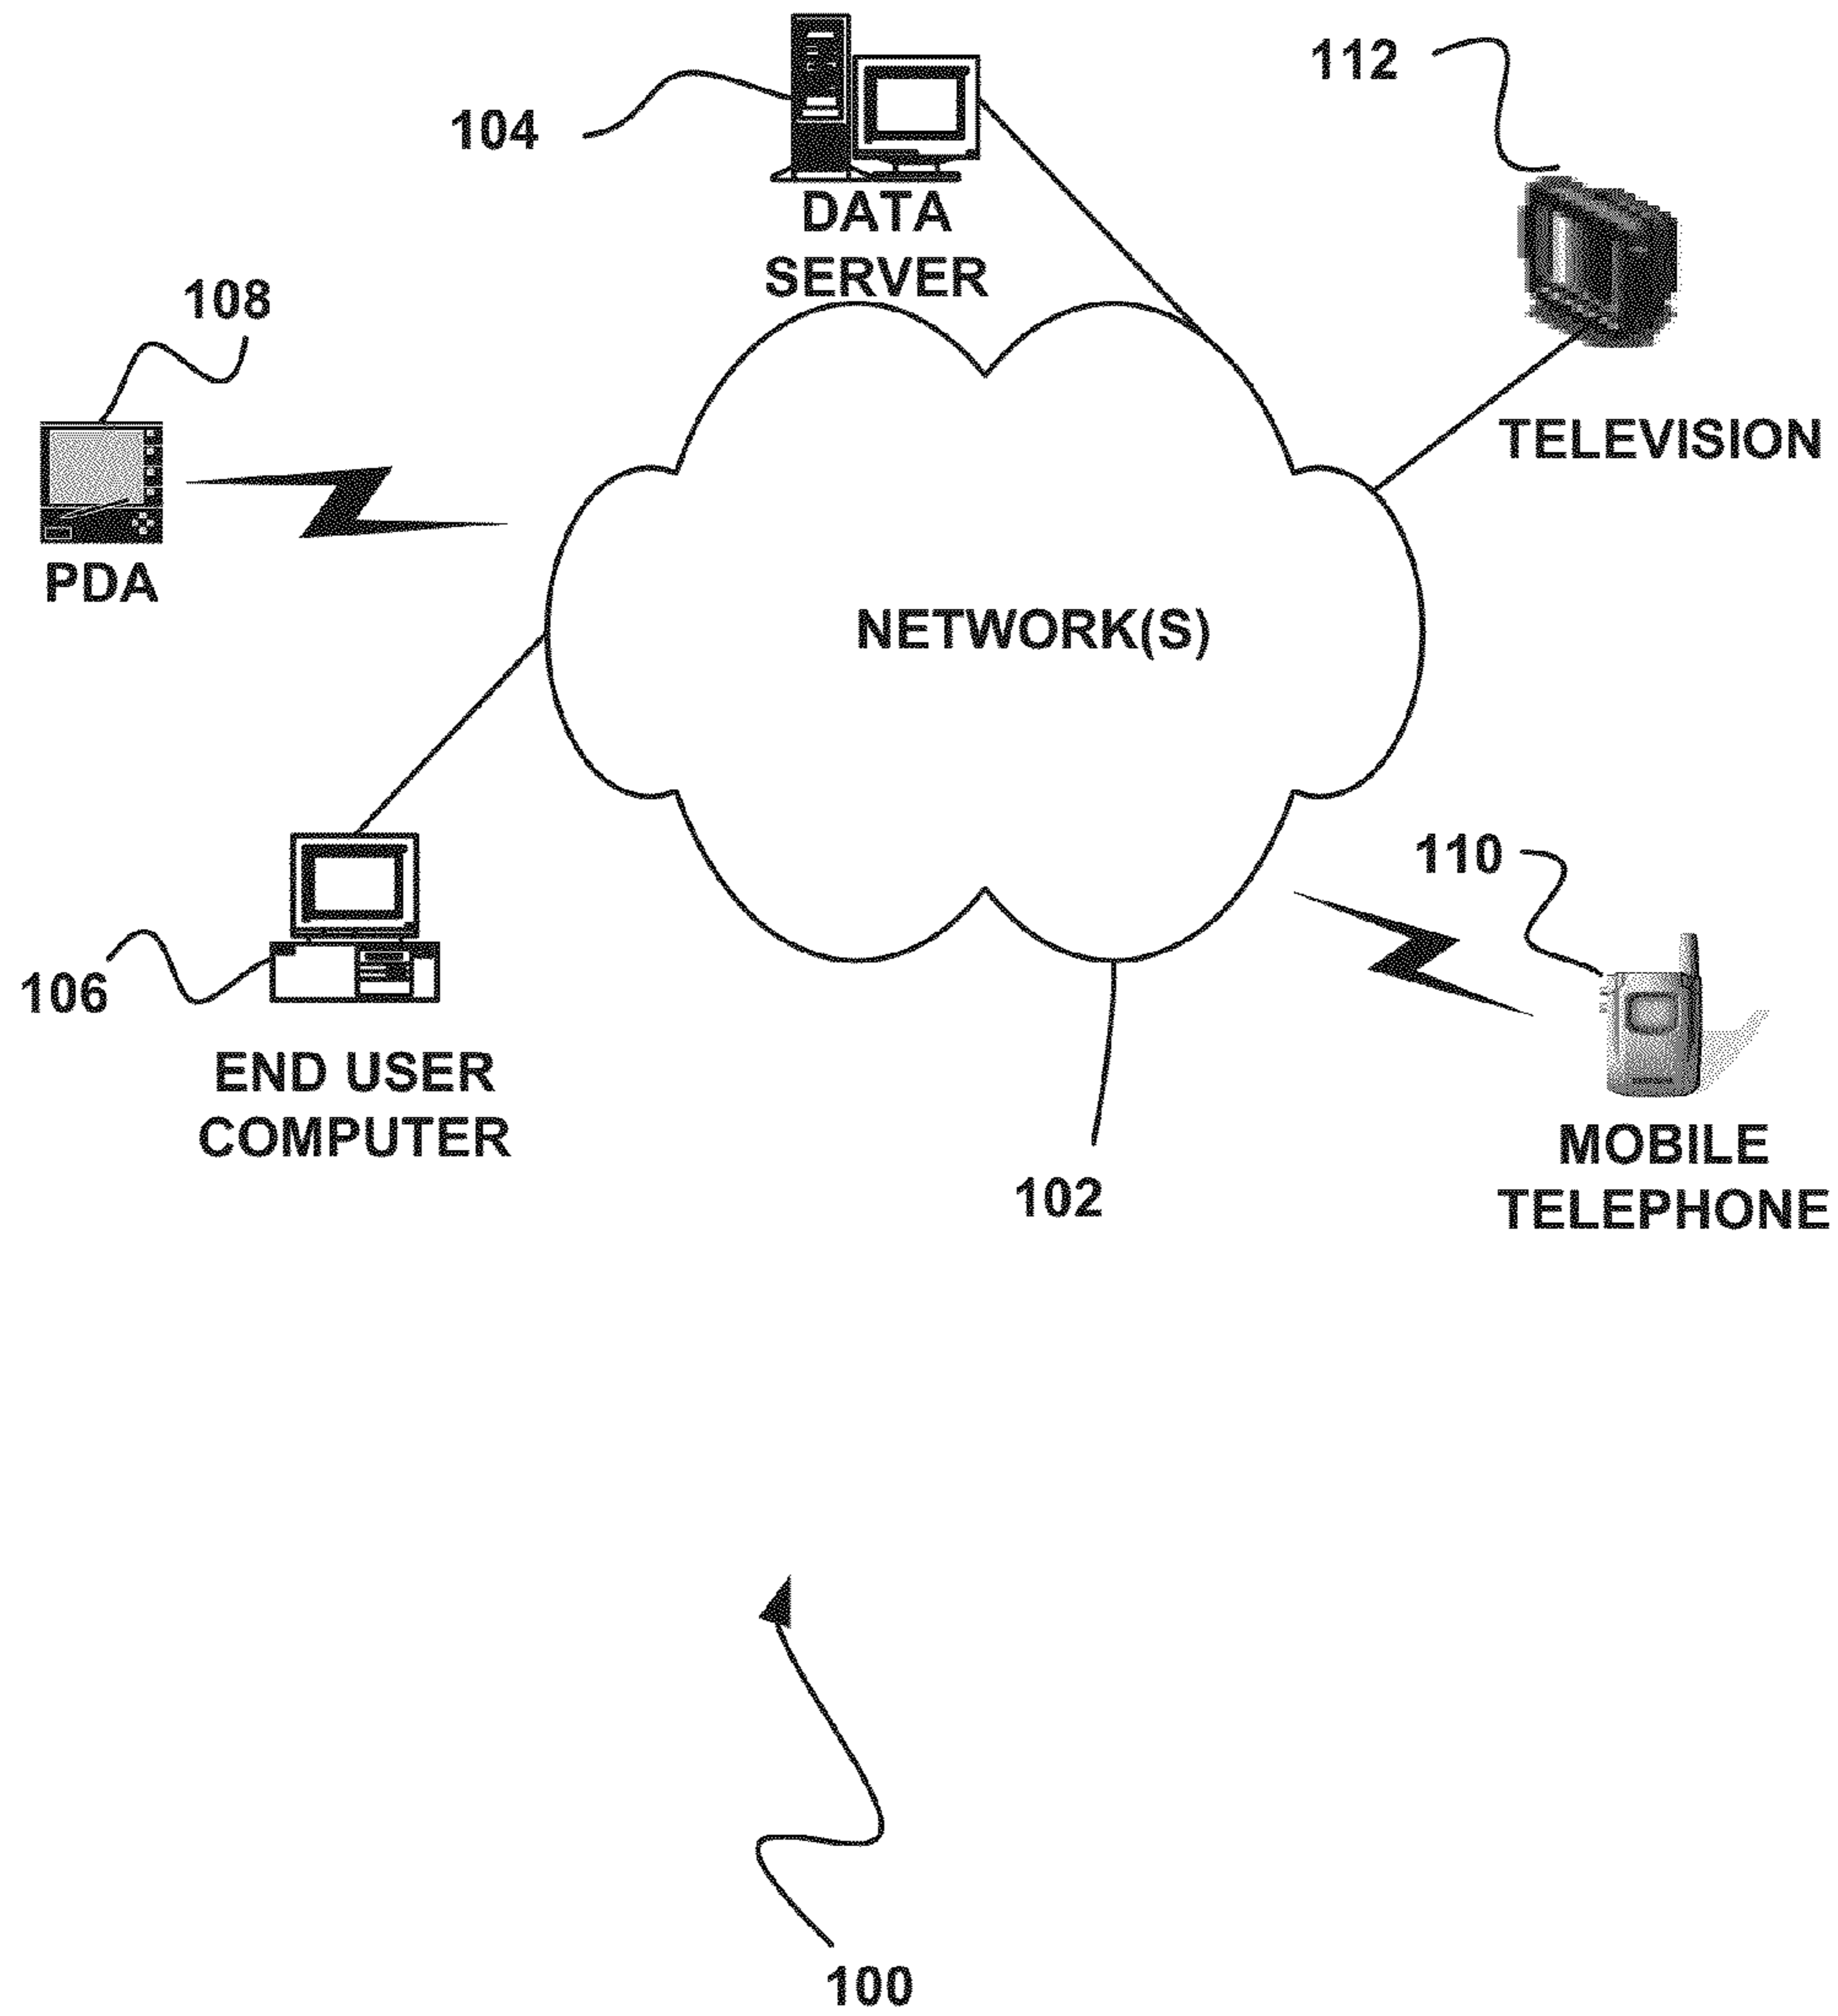 112
104
DATA
SERVER
108
TELEVISION
PDA
NETWORK(S)
110
106
END USER
COMPUTER
MOBILE
TELEPHONE
102
100